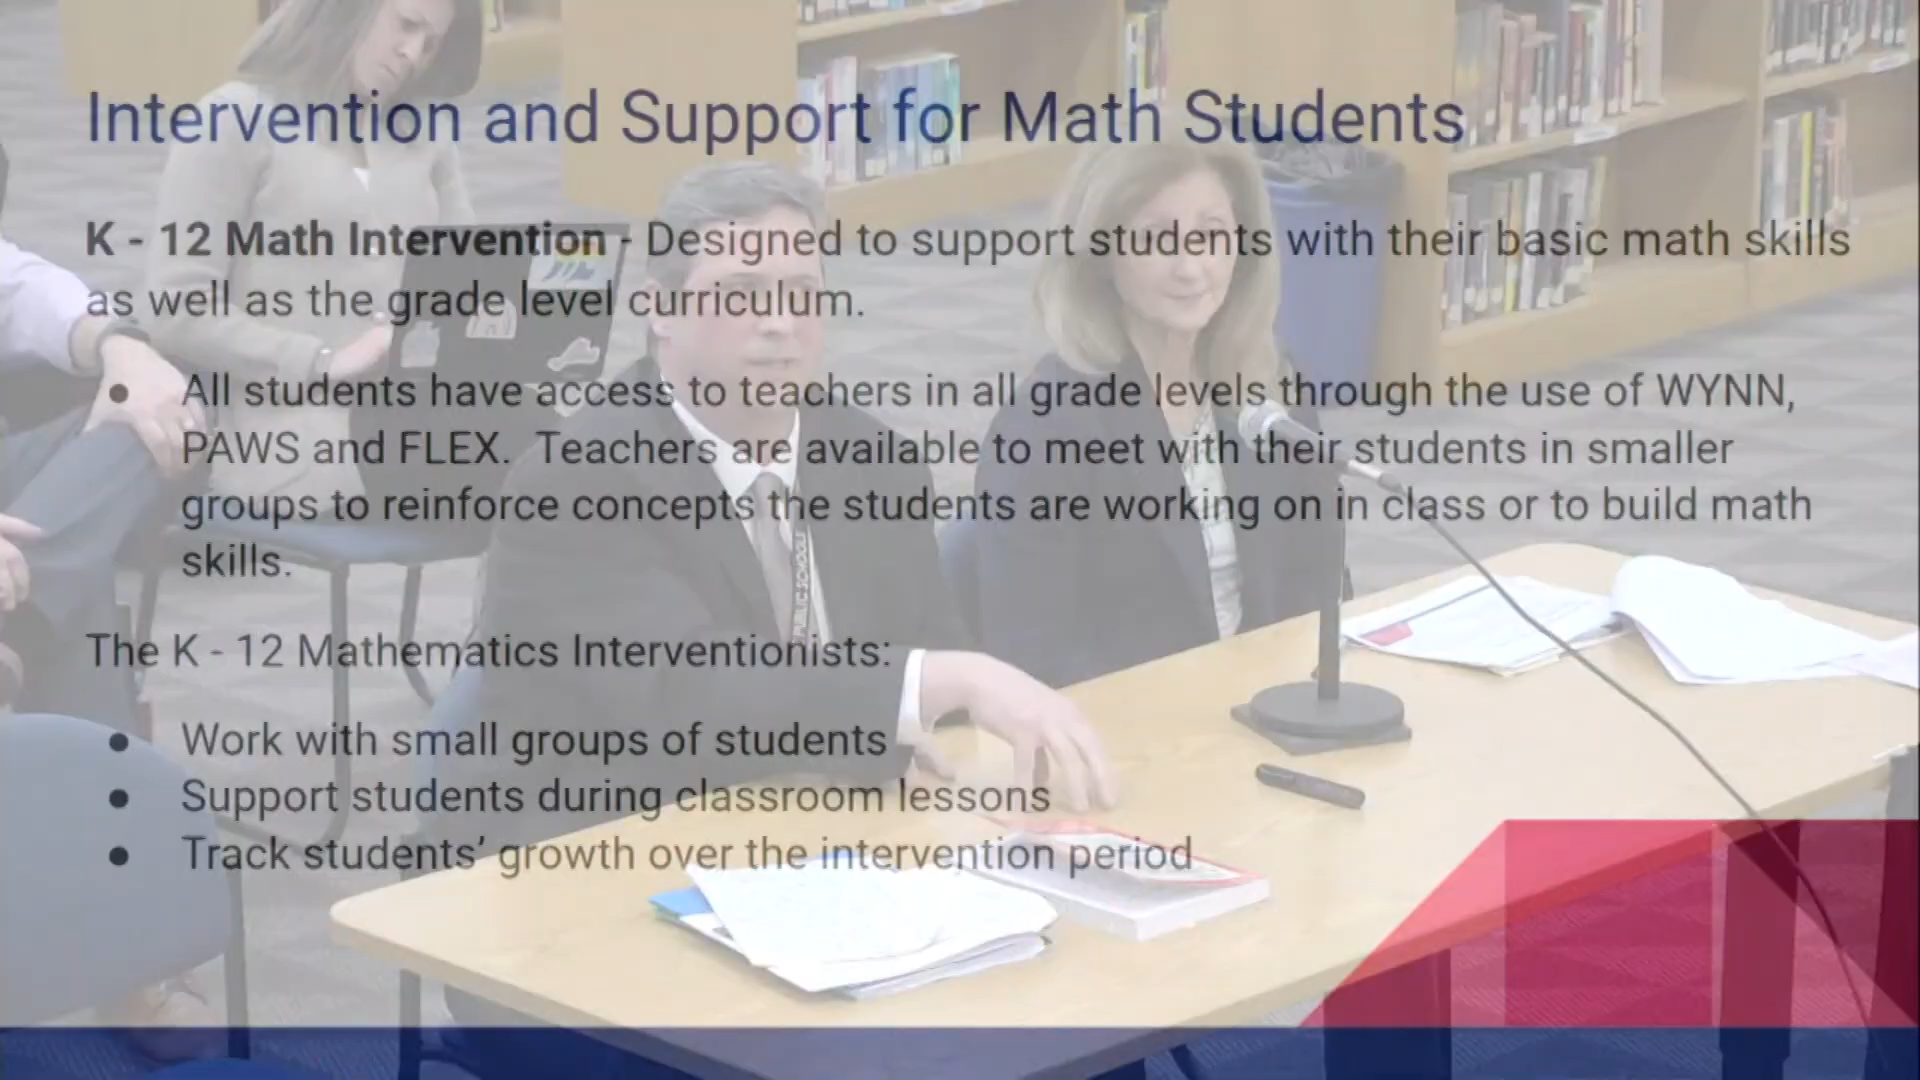 Intervention and Support for Math Students
K - 12 Math Intervention - Designed to support students with their basic math skills
as well as the grade level curriculum.
● All students have access to teachers in all grade levels through the use of WYNN,
PAWS and FLEX. Teachers are available to meet with their students in smaller
groups to reinforce concepts the students are working on in class or to build math
skills.
The K - 12 Mathematics Interventionists:
● Work with small groups of students
● Support students during classroom lessons
● Track students’ growth over the intervention period
PUBLIC SCHOOLS